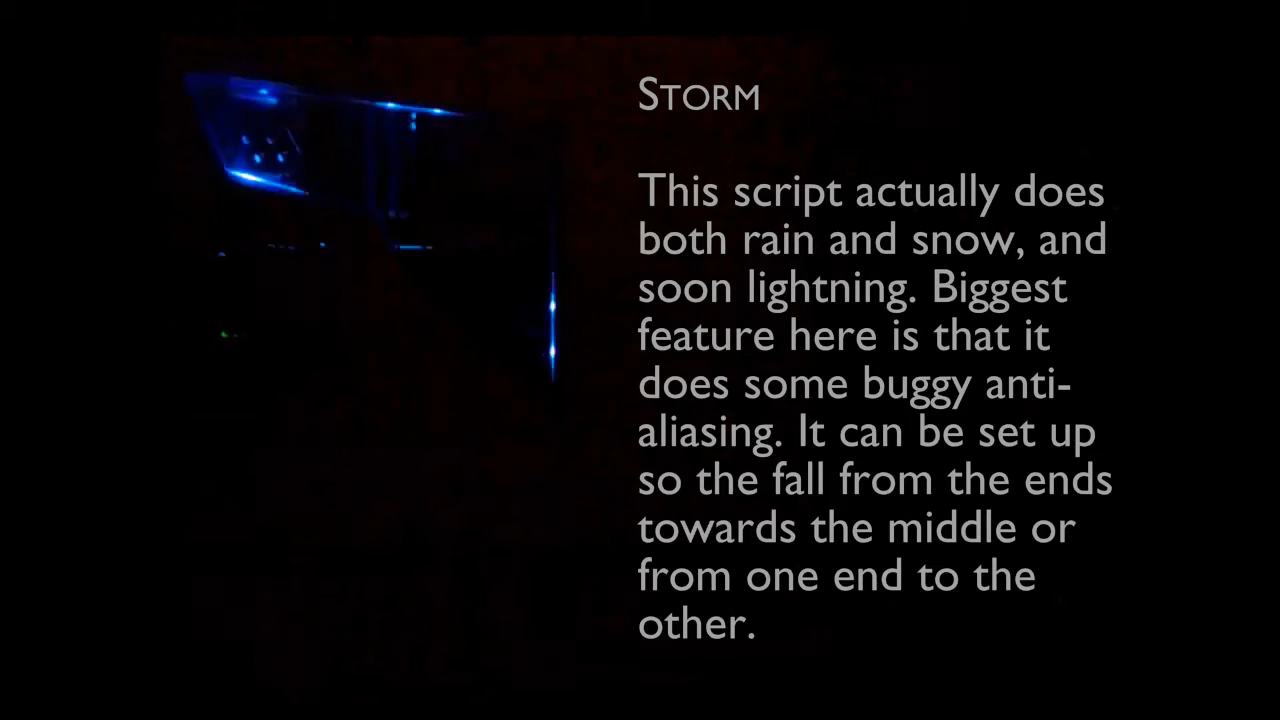 STORM
This script actually does
both rain and snow, and
soon lightning. Biggest
feature here is that it
does some buggy anti-
aliasing. It can be set up
so the fall from the ends
towards the middle or
from one end to the
other.